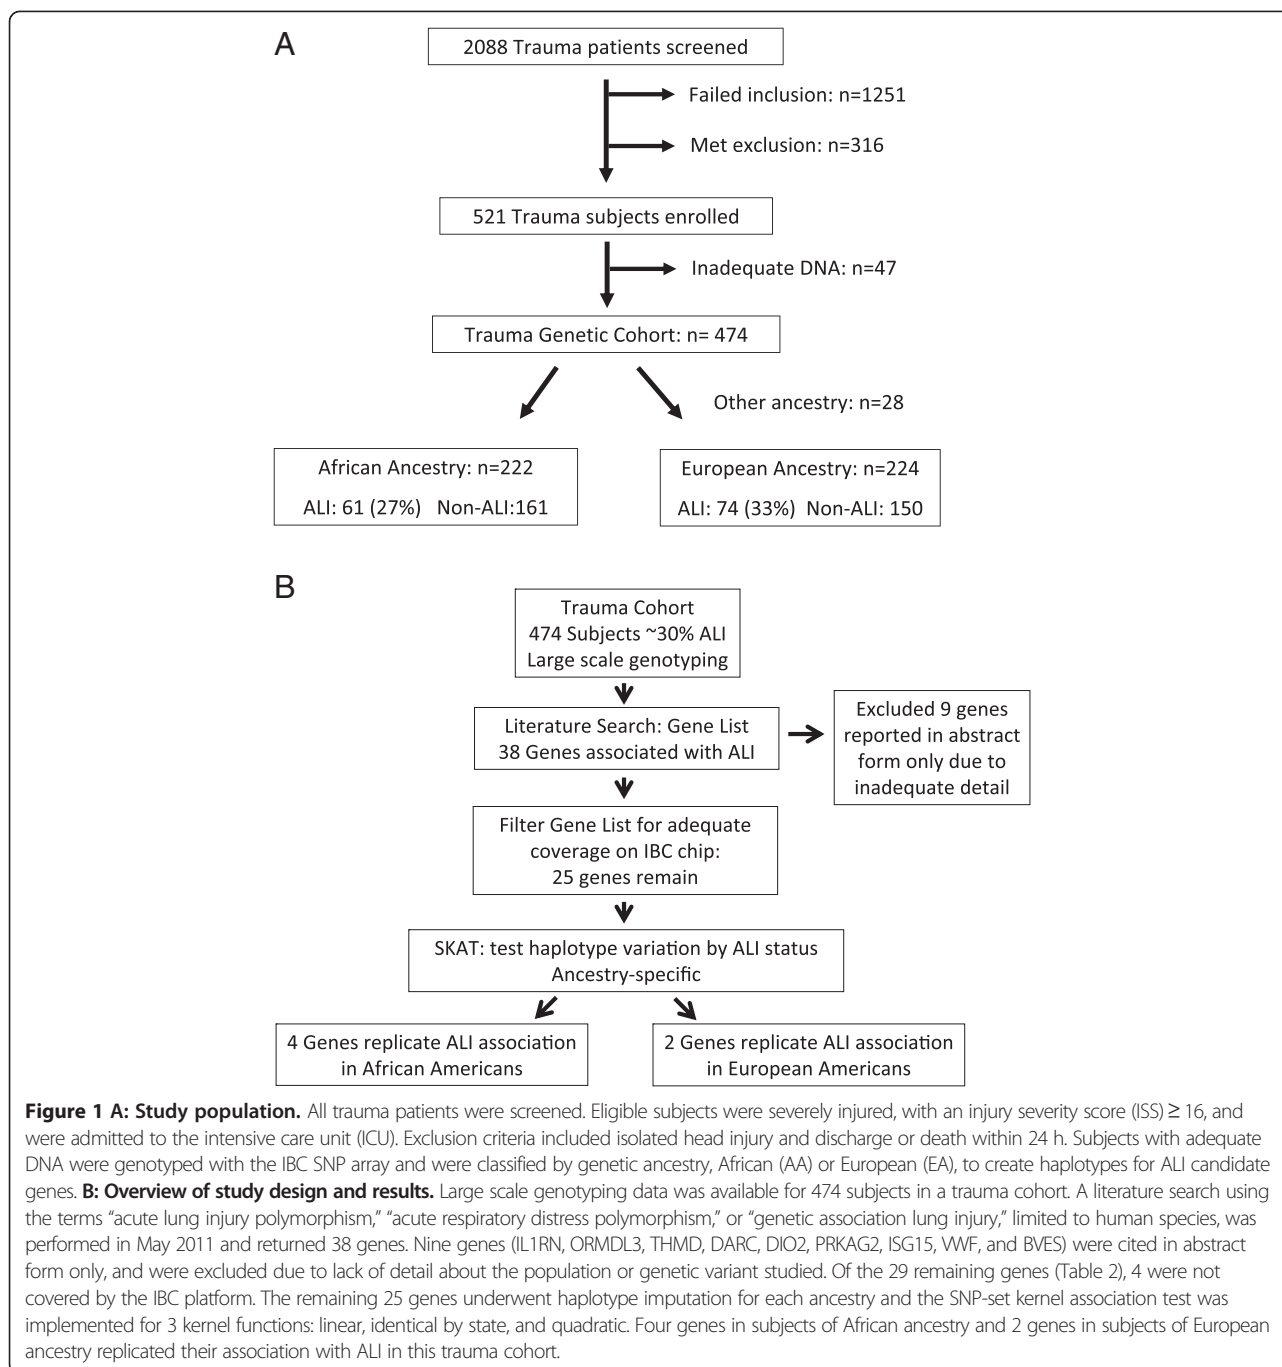 A
2088 Trauma patients screened
Failed inclusion: n=1251
Met exclusion: n=316
521 Trauma subjects enrolled
Inadequate DNA: n=47
Trauma Genetic Cohort: n= 474
Other ancestry: n=28
African Ancestry: n=222
ALI: 61 (27%) Non-ALI:161
European Ancestry: n=224
ALI: 74 (33%) Non-ALI: 150
B
Trauma Cohort
474 Subjects ~30% ALI
Large scale genotyping
Literature Search: Gene List
38 Genes associated with ALI
Excluded 9 genes
reported in abstract
form only due to
inadequate detail
Filter Gene List for adequate
coverage on IBC chip:
25 genes remain
SKAT: test haplotype variation by ALI status
Ancestry-specific
4 Genes replicate ALI association
in African Americans
2 Genes replicate ALI association
in European Americans
Figure 1 A: Study population. All trauma patients were screened. Eligible subjects were severely injured, with an injury severity score (ISS) ≥ 16, and
were admitted to the intensive care unit (ICU). Exclusion criteria included isolated head injury and discharge or death within 24 h. Subjects with adequate
DNA were genotyped with the IBC SNP array and were classified by genetic ancestry, African (AA) or European (EA), to create haplotypes for ALI candidate
genes. B: Overview of study design and results. Large scale genotyping data was available for 474 subjects in a trauma cohort. A literature search using
the terms “acute lung injury polymorphism,” “acute respiratory distress polymorphism,” or “genetic association lung injury,” limited to human species, was
performed in May 2011 and returned 38 genes. Nine genes (IL1RN, ORMDL3, THMD, DARC, DIO2, PRKAG2, ISG15, VWF, and BVES) were cited in abstract
form only, and were excluded due to lack of detail about the population or genetic variant studied. Of the 29 remaining genes (Table 2), 4 were not
covered by the IBC platform. The remaining 25 genes underwent haplotype imputation for each ancestry and the SNP-set kernel association test was
implemented for 3 kernel functions: linear, identical by state, and quadratic. Four genes in subjects of African ancestry and 2 genes in subjects of European
ancestry replicated their association with ALI in this trauma cohort.